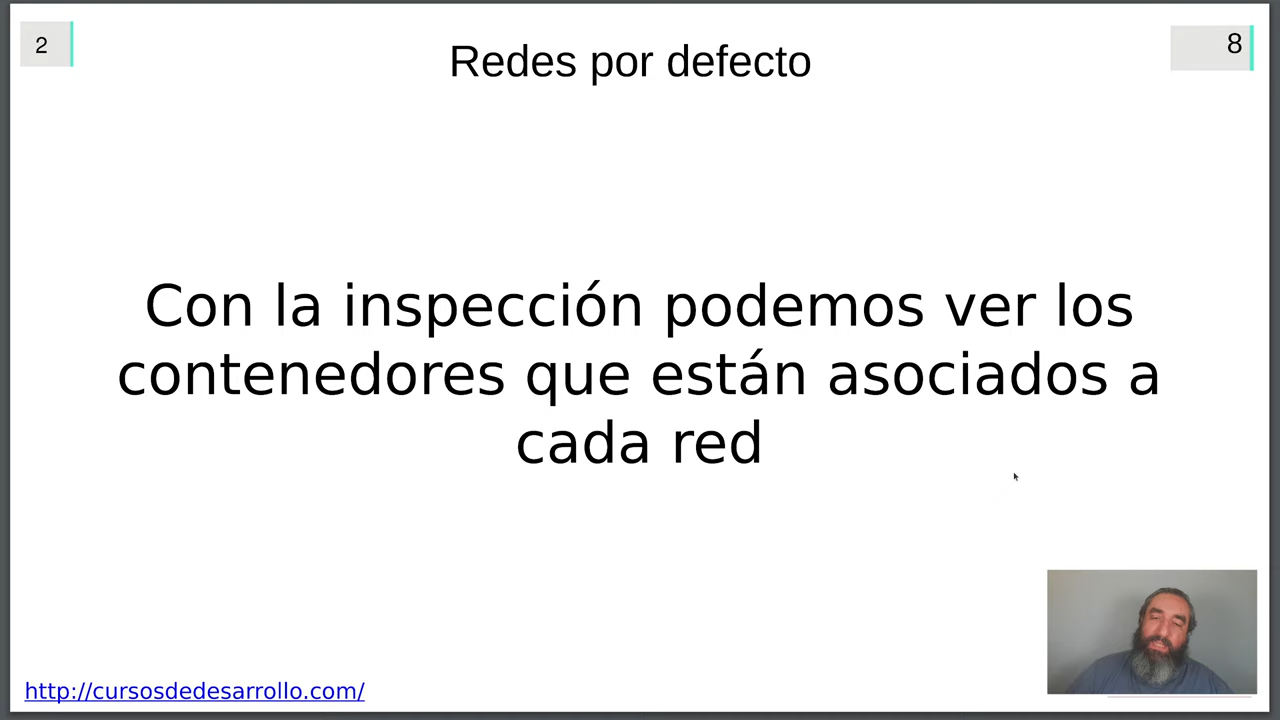 2
Redes por defecto
8
Con la inspección podemos ver los
contenedores que están asociados a
cada red
http://cursosdedesarrollo.com/